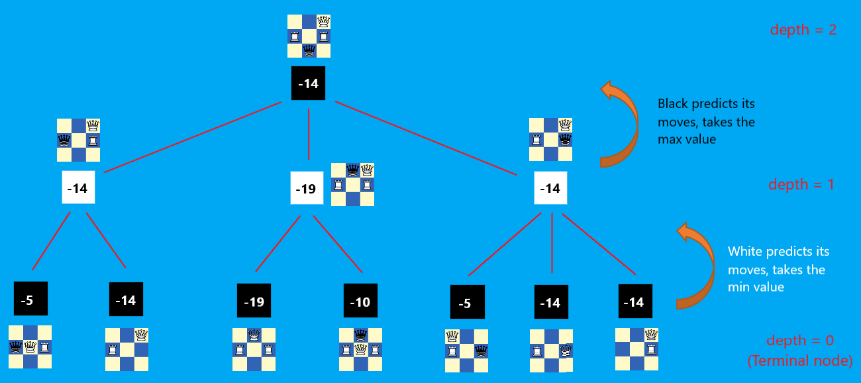 depth = 2
-14
Black predicts its
moves, takes the
max value
-14
-19
-14
depth = 1
White predicts its
moves, takes the
min value
-5
-14
-19
-10
-5
-14
-14
depth = 0
(Terminal node)